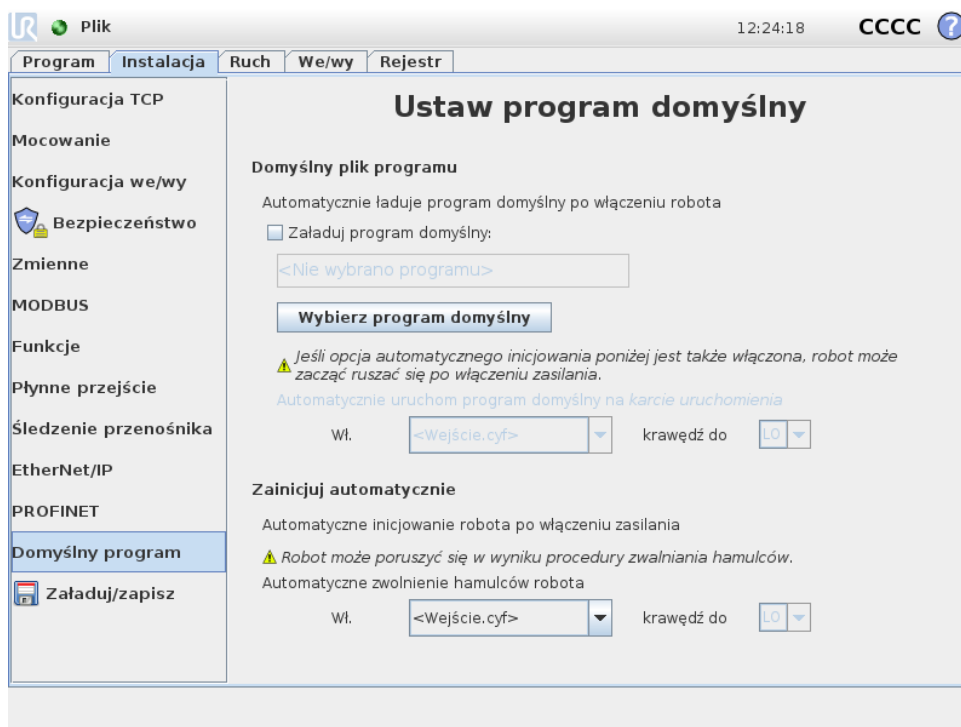 UR Plik 12:24:18 CCCC ?
Program Instalacja Ruch We/wy Rejestr
Konfiguracja TCP
Mocowanie
Konfiguracja we/wy
Bezpieczeństwo
Zmienne
MODBUS
Funkcje
Płynne przejście
Śledzenie przenośnika
EtherNet/IP
PROFINET
Domyślny program
Załaduj/zapisz
Ustaw program domyślny
Domyślny plik programu
Automatycznie ładuje program domyślny po włączeniu robota
Załaduj program domyślny:
<Nie wybrano programu>
Wybierz program domyślny
Jeśli opcja automatycznego inicjowania poniżej jest także włączona, robot może
zacząć ruszać się po włączeniu zasilania.
Automatycznie uruchom program domyślny na karcie uruchomienia
Wł. <Wejście.cyf> krawędź do LO
Zainicjuj automatycznie
Automatyczne inicjowanie robota po włączeniu zasilania
Robot może poruszyć się w wyniku procedury zwalniania hamulców.
Automatyczne zwolnienie hamulców robota
Wł. <Wejście.cyf> krawędź do LO